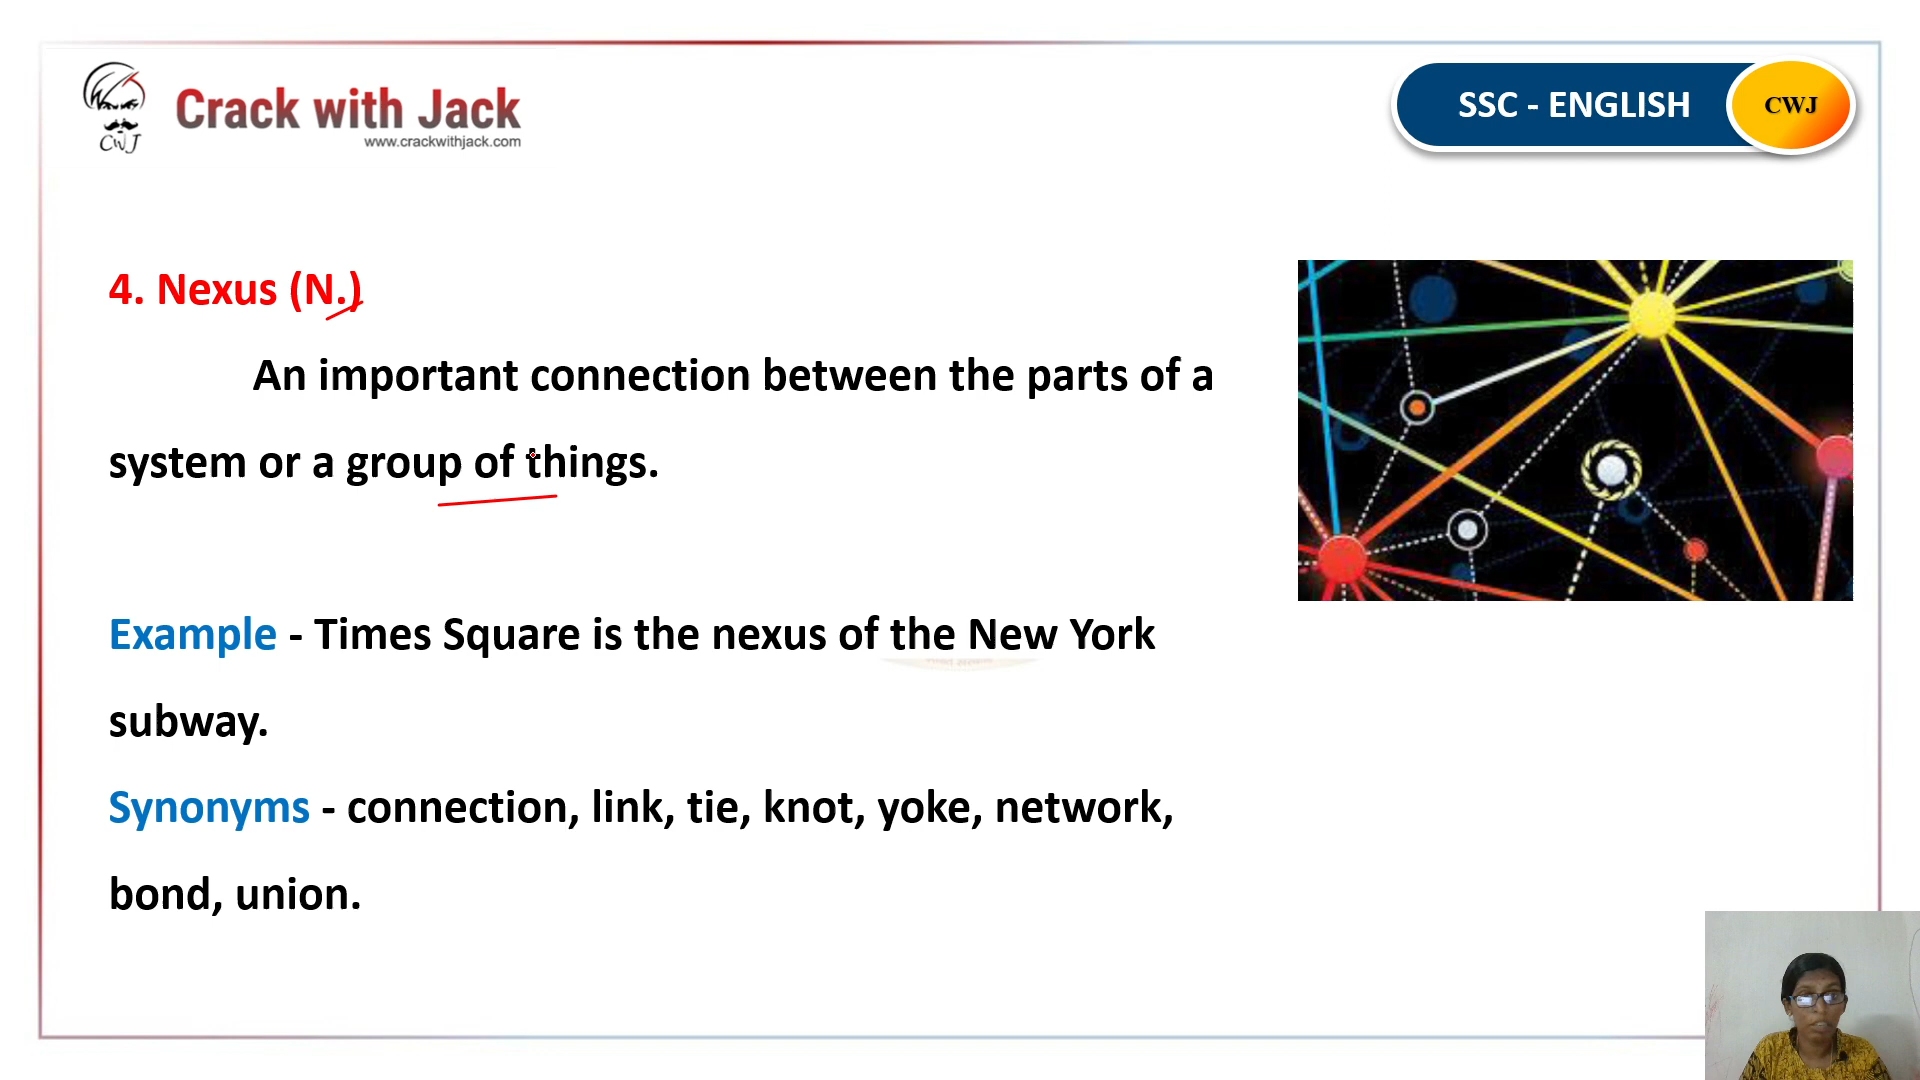 CWJ
Crack with Jack
www.crackwithjack.com
SSC - ENGLISH
CWJ
4. Nexus (N.)
An important connection between the parts of a
system or a group of things.
Example - Times Square is the nexus of the New York
subway.
Synonyms - connection, link, tie, knot, yoke, network,
bond, union.